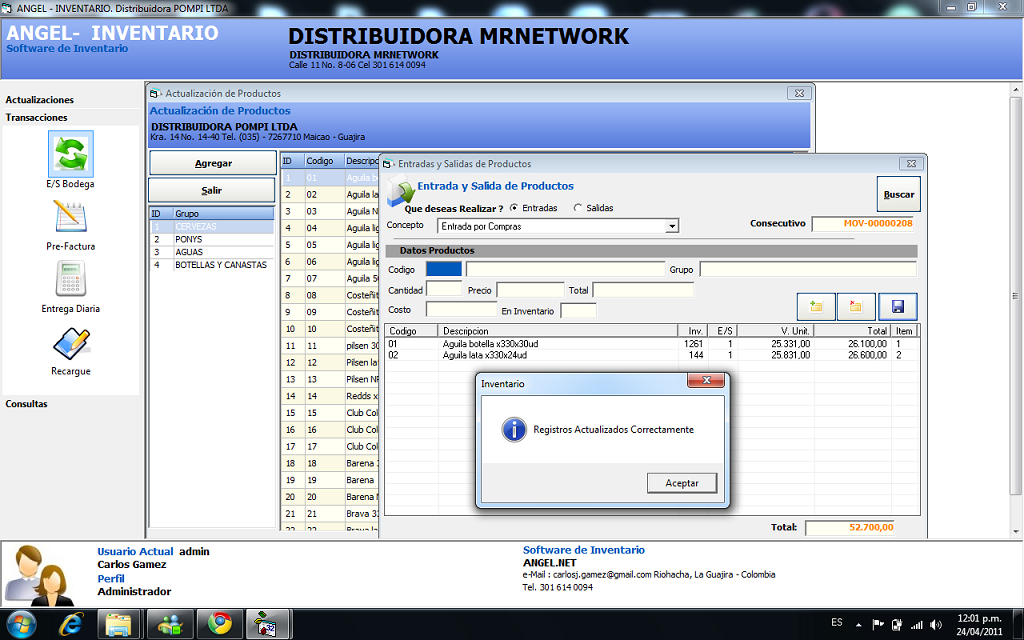 ANGEL - INVENTARIO. Distribuidora POMPI LTDA
ANGEL- INVENTARIO
Software de Inventario
DISTRIBUIDORA MRNETWORK
DISTRIBUIDORA MRNETWORK
Calle 11 No. 8-06 Cel 301 614 0094
Actualizaciones
Transacciones
E/S Bodega
Pre-Factura
Entrega Diaria
Recargue
Consultas
Actualización de Productos
Actualización de Productos
DISTRIBUIDORA POMPI LTDA
Kra. 14 No. 14-40 Tel. (035) - 7267710 Maicao - Guajira
Agregar
Salir
ID Grupo
1 CERVEZAS
2 PONYS
3 AGUAS
4 BOTELLAS Y CANASTAS
ID Codigo Descripc
1 01 Aguila b
2 02 Aguila la
3 03 Aguila N
4 04 Aguila lig
5 05 Aguila lig
6 06 Aguila lig
7 07 Aguila 50
8 08 Costeñit
9 09 Costeñit
10 10 Costeñit
11 11 pilsen 30
12 12 Pilsen lat
13 13 Pilsen NR
14 14 Redds x
15 15 Club Col
16 16 Club Col
17 17 Club Col
18 18 Barena 3
19 19 Barena
20 20 Barena N
21 21 Brava 33
22 22 Brava la
Entradas y Salidas de Productos
Entrada y Salida de Productos
Que deseas Realizar ? Entradas Salidas
Buscar
Concepto Entrada por Compras
Consecutivo MOV-00000208
Datos Productos
Codigo Grupo
Cantidad Precio Total
Costo En Inventario
Codigo Descripcion Inv. E/S V. Unit. Total Item
01 Aguila botella x330x30ud 1261 1 25.331,00 26.100,00 1
02 Aguila lata x330x24ud 144 1 25.831,00 26.600,00 2
Inventario
Registros Actualizados Correctamente
Aceptar
Total: 52.700,00
Usuario Actual admin
Carlos Gamez
Perfil
Administrador
Software de Inventario
ANGEL.NET
e-Mail : carlosj.gamez@gmail.com Riohacha, La Guajira - Colombia
Tel. 301 614 0094
32
ES
12:01 p.m.
24/04/2011